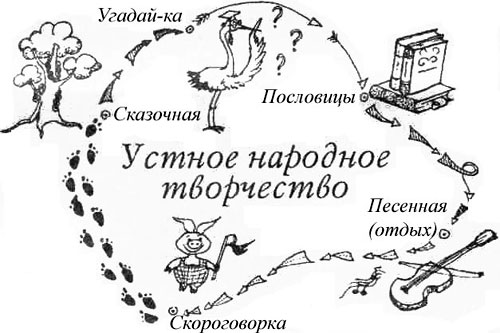 Угадай-ка
Сказочная
Пословицы
Устное народное
творчество
Песенная
(отдых)
Скороговорка